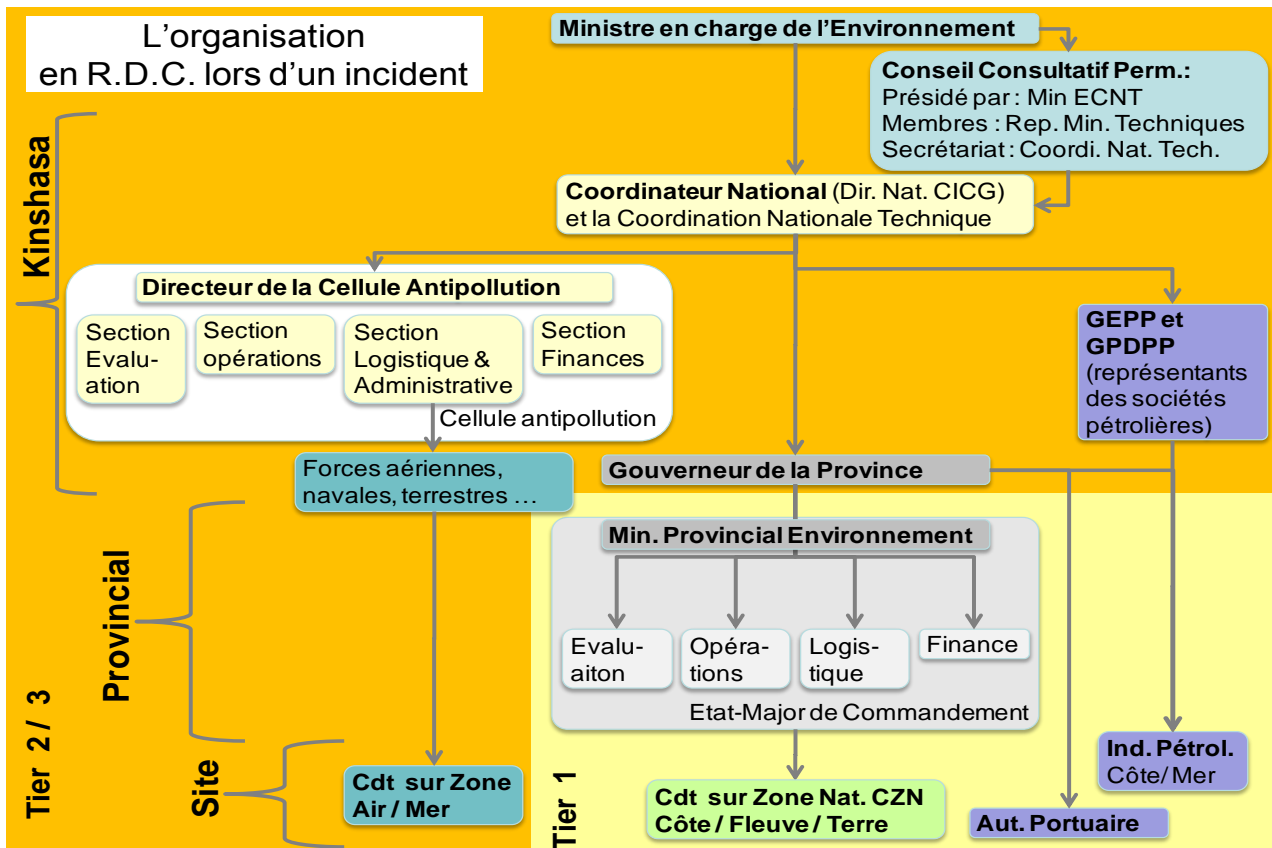 L'organisation
en R.D.C. lors d'un incident
Ministre en charge de l'Environnement
Conseil Consultatif Perm.:
Présidé par : Min ECNT
Membres : Rep. Min. Techniques
Secrétariat : Coordi. Nat. Tech.
Kinshasa
Coordinateur National (Dir. Nat. CICG)
et la Coordination Nationale Technique
Directeur de la Cellule Antipollution
Section
Evalu-
ation
Section
opérations
Section
Logistique &
Administrative
Section
Finances
Cellule antipollution
GEPP et
GPDPP
(représentants
des sociétés
pétrolières)
Forces aériennes,
navales, terrestres ...
Gouverneur de la Province
Provincial
Min. Provincial Environnement
Evalu-
aiton
Opéra-
tions
Logis-
tique
Finance
Etat-Major de Commandement
Tier 2 / 3
Site
Cdt sur Zone
Air / Mer
Tier 1
Cdt sur Zone Nat. CZN
Côte / Fleuve / Terre
Aut. Portuaire
Ind. Pétrol.
Côte/ Mer